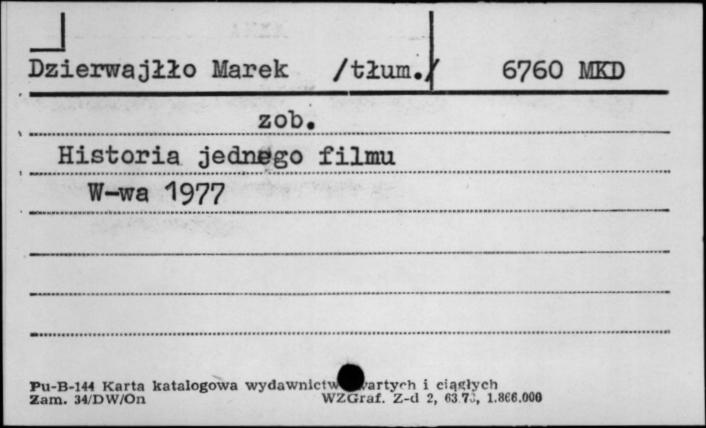 Dzierwajłło Marek /tłum./ 6760 MKD
zob.
Historia jednego filmu
W-wa 1977
Pu-B-144 Karta katalogowa wydawnictw i ciągłych
Zam. 34/DW/On WZGraf. Z-d 2, 1.866.000